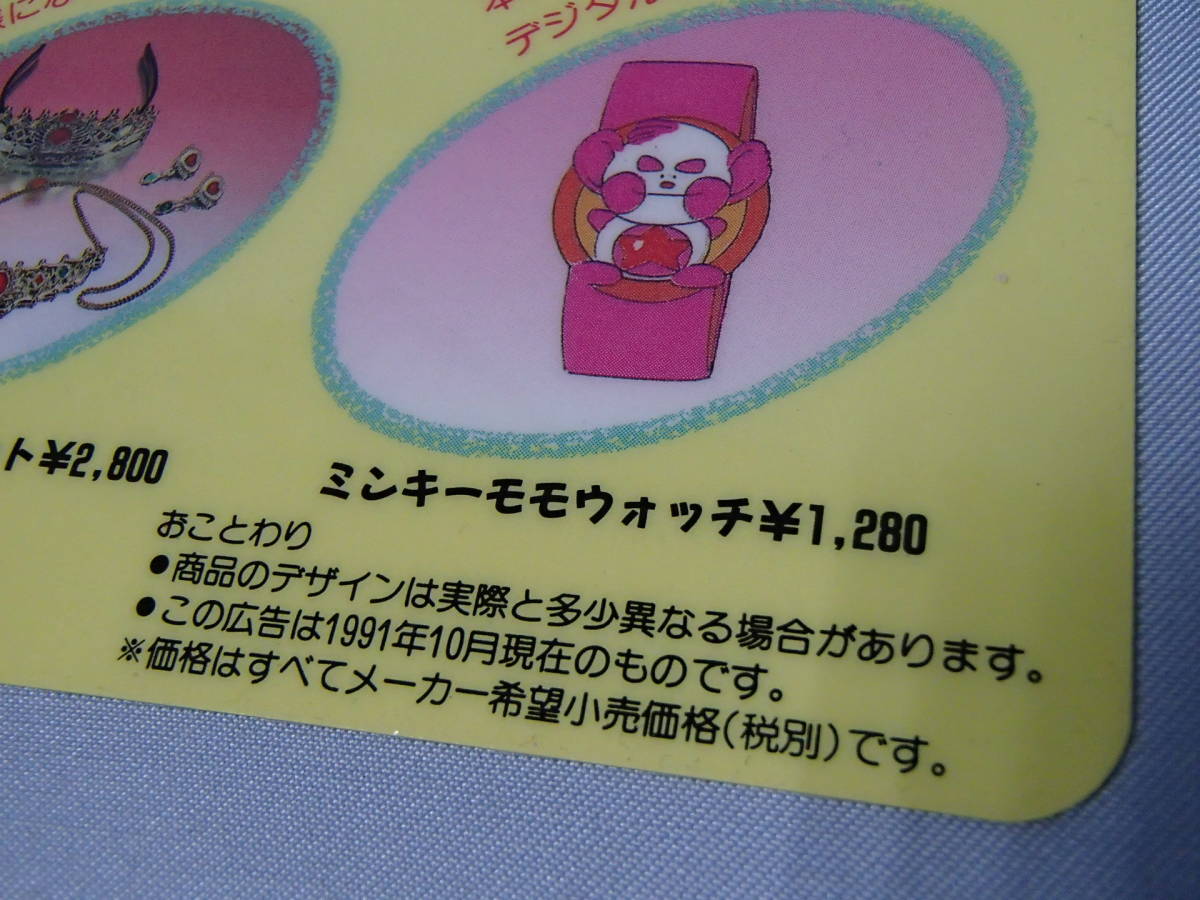 様にな
デジタル
ト¥2,800
ミンキーモモウォッチ¥1,280
おことわり
●商品のデザインは実際と多少異なる場合があります。
●この広告は1991年10月現在のものです。
※価格はすべてメーカー希望小売価格(税別)です。